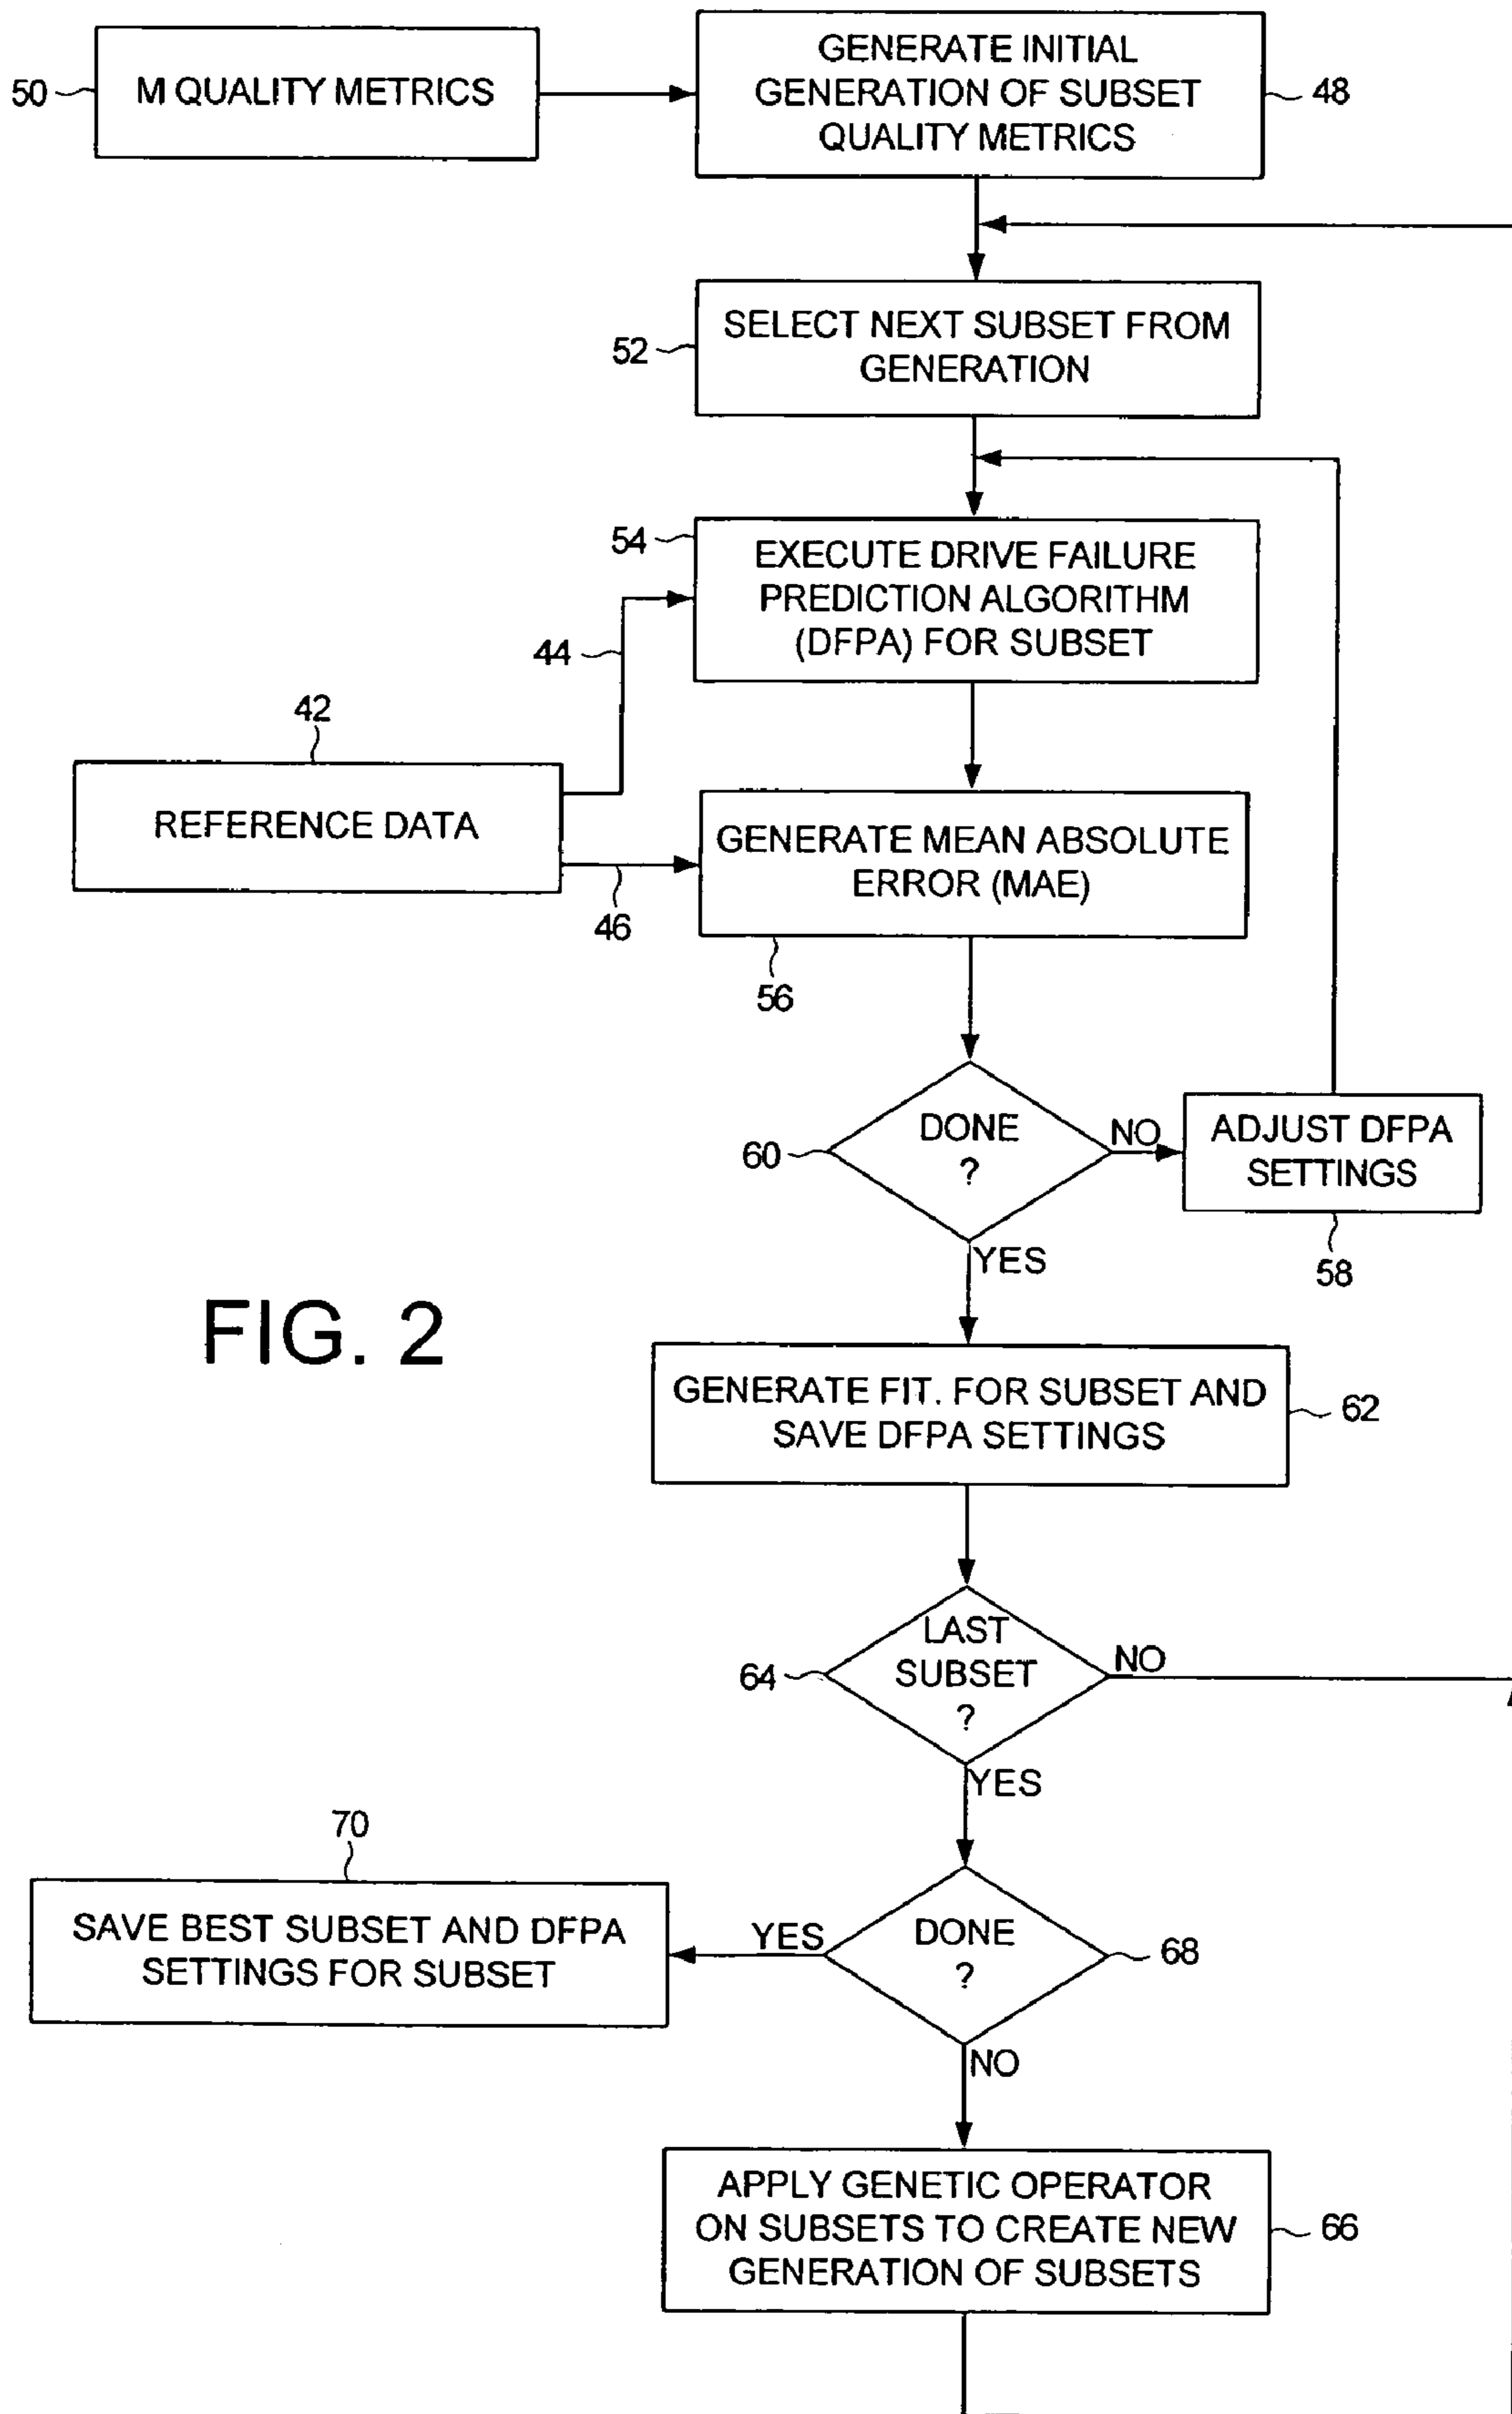 50
M QUALITY METRICS
GENERATE INITIAL
GENERATION OF SUBSET
QUALITY METRICS
48
52
SELECT NEXT SUBSET FROM
GENERATION
54
EXECUTE DRIVE FAILURE
PREDICTION ALGORITHM
(DFPA) FOR SUBSET
44
42
REFERENCE DATA
46
GENERATE MEAN ABSOLUTE
ERROR (MAE)
56
60
DONE
?
NO
ADJUST DFPA
SETTINGS
58
YES
FIG. 2
GENERATE FIT. FOR SUBSET AND
SAVE DFPA SETTINGS
62
64
LAST
SUBSET
?
NO
YES
70
SAVE BEST SUBSET AND DFPA
SETTINGS FOR SUBSET
YES
DONE
?
68
NO
APPLY GENETIC OPERATOR
ON SUBSETS TO CREATE NEW
GENERATION OF SUBSETS
66